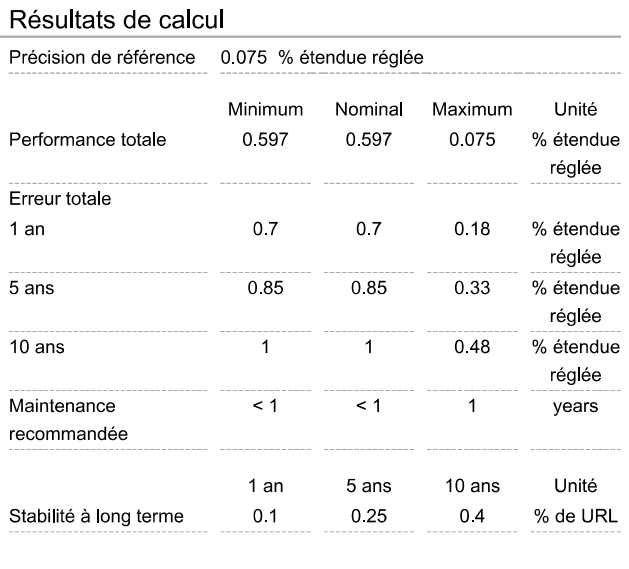 Résultats de calcul
Précision de référence 0.075 % étendue réglée
Minimum Nominal Maximum Unité
Performance totale 0.597 0.597 0.075 % étendue
réglée
Erreur totale
1 an 0.7 0.7 0.18 % étendue
réglée
5 ans 0.85 0.85 0.33 % étendue
réglée
10 ans 1 1 0.48 % étendue
réglée
Maintenance < 1 < 1 1 years
recommandée
1 an 5 ans 10 ans Unité
Stabilité à long terme 0.1 0.25 0.4 % de URL